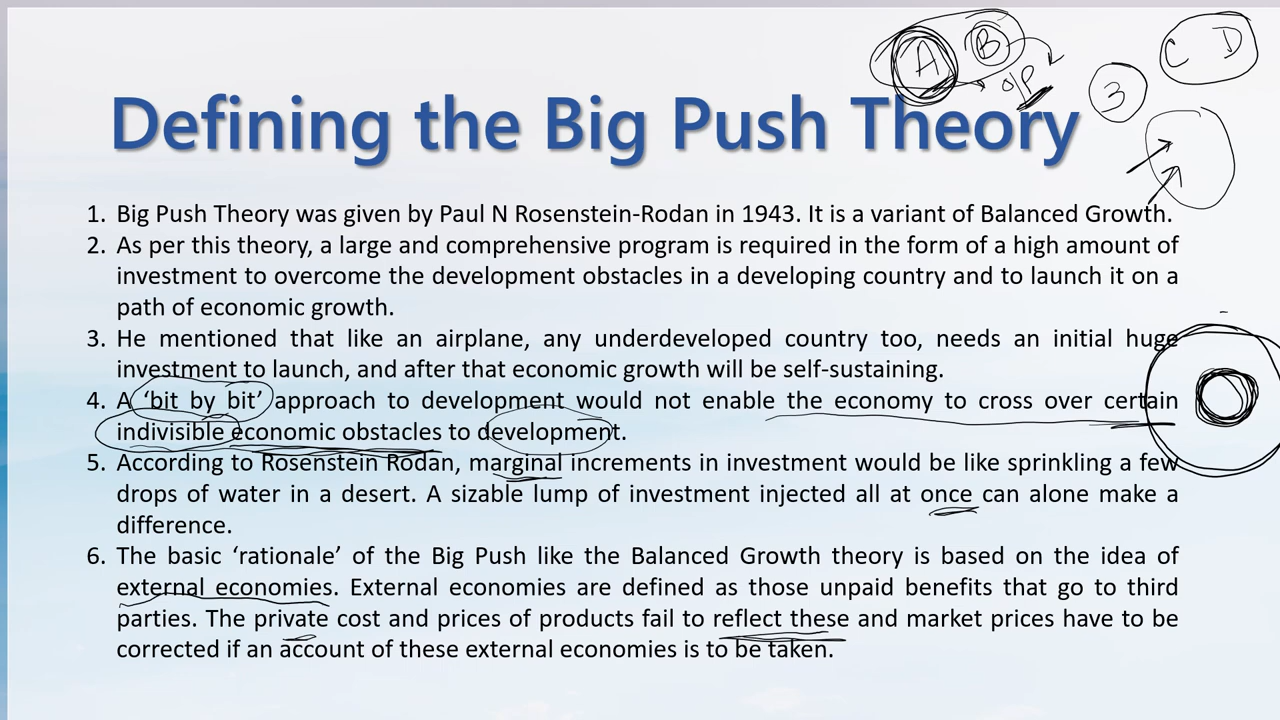 A B
C D
o/p
3
Defining the Big Push Theory
1. Big Push Theory was given by Paul N Rosenstein-Rodan in 1943. It is a variant of Balanced Growth.
2. As per this theory, a large and comprehensive program is required in the form of a high amount of
investment to overcome the development obstacles in a developing country and to launch it on a
path of economic growth.
3. He mentioned that like an airplane, any underdeveloped country too, needs an initial huge
investment to launch, and after that economic growth will be self-sustaining.
4. A ‘bit by bit’ approach to development would not enable the economy to cross over certain
indivisible economic obstacles to development.
5. According to Rosenstein Rodan, marginal increments in investment would be like sprinkling a few
drops of water in a desert. A sizable lump of investment injected all at once can alone make a
difference.
6. The basic ‘rationale’ of the Big Push like the Balanced Growth theory is based on the idea of
external economies. External economies are defined as those unpaid benefits that go to third
parties. The private cost and prices of products fail to reflect these and market prices have to be
corrected if an account of these external economies is to be taken.